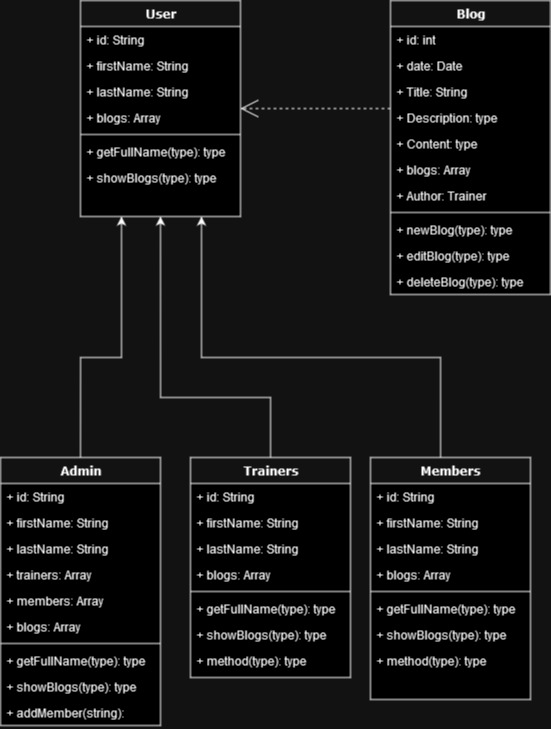 User
+ id: String
+ firstName: String
+ lastName: String
+ blogs: Array
+ getFullName(type): type
+ showBlogs(type): type
Blog
+ id: int
+ date: Date
+ Title: String
+ Description: type
+ Content: type
+ blogs: Array
+ Author: Trainer
+ newBlog(type): type
+ editBlog(type): type
+ deleteBlog(type): type
Admin
+ id: String
+ firstName: String
+ lastName: String
+ trainers: Array
+ members: Array
+ blogs: Array
+ getFullName(type): type
+ showBlogs(type): type
+ addMember(string):
Trainers
+ id: String
+ firstName: String
+ lastName: String
+ blogs: Array
+ getFullName(type): type
+ showBlogs(type): type
+ method(type): type
Members
+ id: String
+ firstName: String
+ lastName: String
+ blogs: Array
+ getFullName(type): type
+ showBlogs(type): type
+ method(type): type